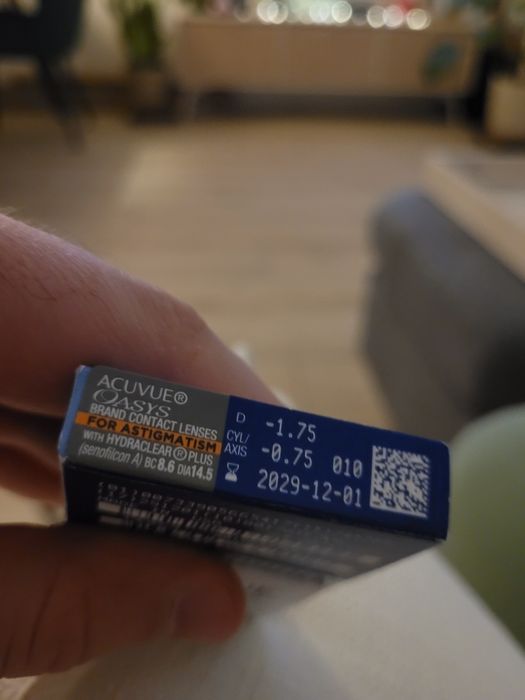 ACUVUE®
OASYS
BRAND CONTACT LENSES
FOR ASTIGMATISM
WITH HYDRACLEAR® PLUS
(senofilcon A) BC 8.6 DIA 14.5
D -1.75
CYL/
AXIS -0.75 010
2029-12-01